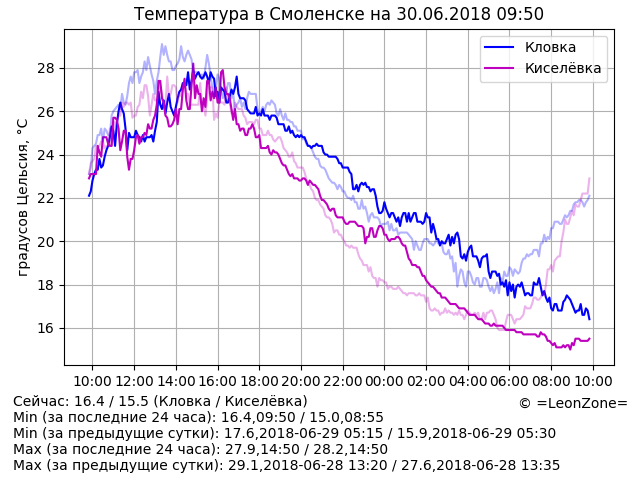 Температура в Смоленске на 30.06.2018 09:50
Кловка
Киселёвка
градусов Цельсия, °C
28
26
24
22
20
18
16
10:00 12:00 14:00 16:00 18:00 20:00 22:00 00:00 02:00 04:00 06:00 08:00 10:00
Сейчас: 16.4 / 15.5 (Кловка / Киселёвка)
© =LeonZone=
Min (за последние 24 часа): 16.4,09:50 / 15.0,08:55
Min (за предыдущие сутки): 17.6,2018-06-29 05:15 / 15.9,2018-06-29 05:30
Max (за последние 24 часа): 27.9,14:50 / 28.2,14:50
Max (за предыдущие сутки): 29.1,2018-06-28 13:20 / 27.6,2018-06-28 13:35